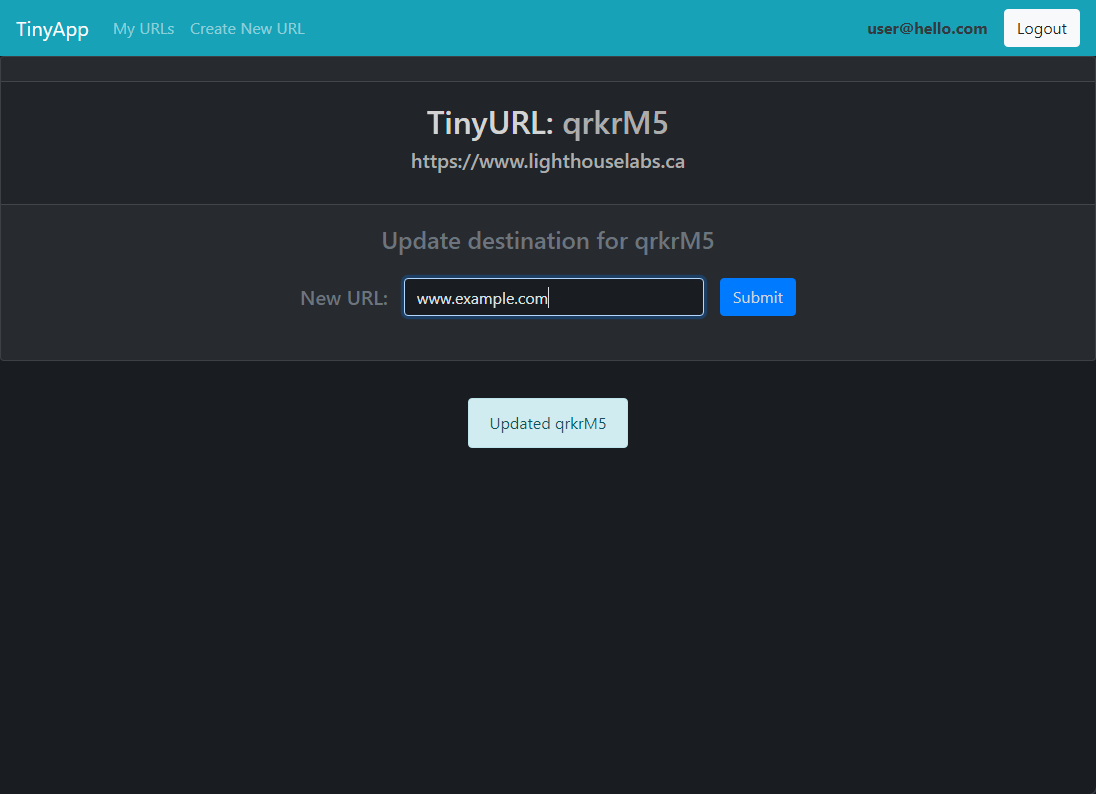 TinyApp My URLs Create New URL user@hello.com Logout
TinyURL: qrkrM5
https://www.lighthouselabs.ca
Update destination for qrkrM5
New URL: www.example.com Submit
Updated qrkrM5